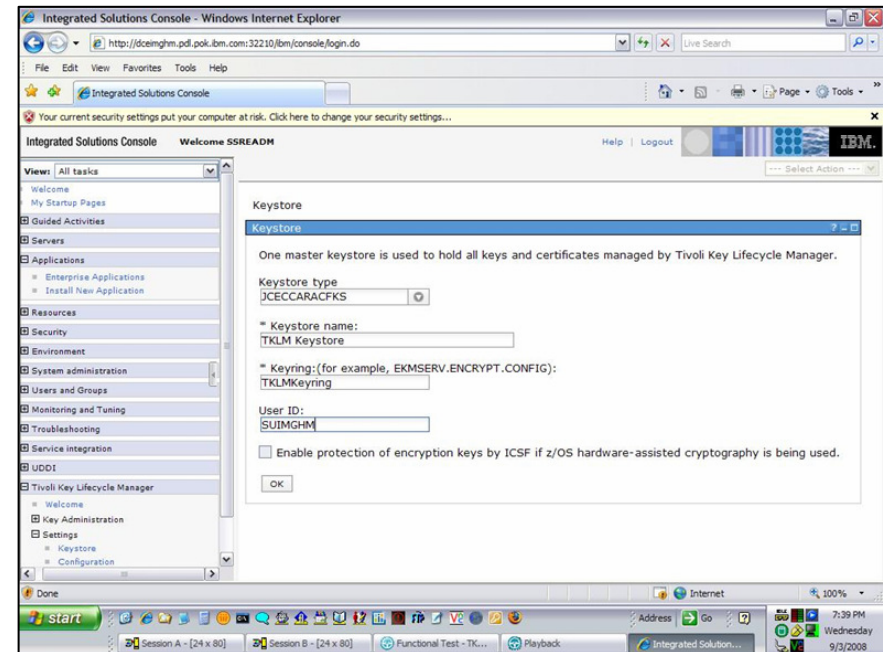 Integrated Solutions Console - Windows Internet Explorer
http://dceimghm.pdl.pok.ibm.com:32210/ibm/console/login.do
Live Search
File Edit View Favorites Tools Help
Integrated Solutions Console
Page Tools
Your current security settings put your computer at risk. Click here to change your security settings...
Integrated Solutions Console Welcome SSREADM Help | Logout IBM.
View: All tasks
--- Select Action ---
Welcome
My Startup Pages
Guided Activities
Servers
Applications
Enterprise Applications
Install New Application
Resources
Security
Environment
System administration
Users and Groups
Monitoring and Tuning
Troubleshooting
Service integration
UDDI
Tivoli Key Lifecycle Manager
Welcome
Key Administration
Settings
Keystore
Configuration
Keystore
Keystore
One master keystore is used to hold all keys and certificates managed by Tivoli Key Lifecycle Manager.
Keystore type
JCECCARACFKS
* Keystore name:
TKLM Keystore
* Keyring:(for example, EKMSERV.ENCRYPT.CONFIG):
TKLMKeyring
User ID:
SUIMGHM
Enable protection of encryption keys by ICSF if z/OS hardware-assisted cryptography is being used.
OK
Done
Internet 100%
start
Address Go
7:39 PM
Wednesday
9/3/2008
Session A - [24 x 80]
Session B - [24 x 80]
Functional Test - TK...
Playback
Integrated Solution...